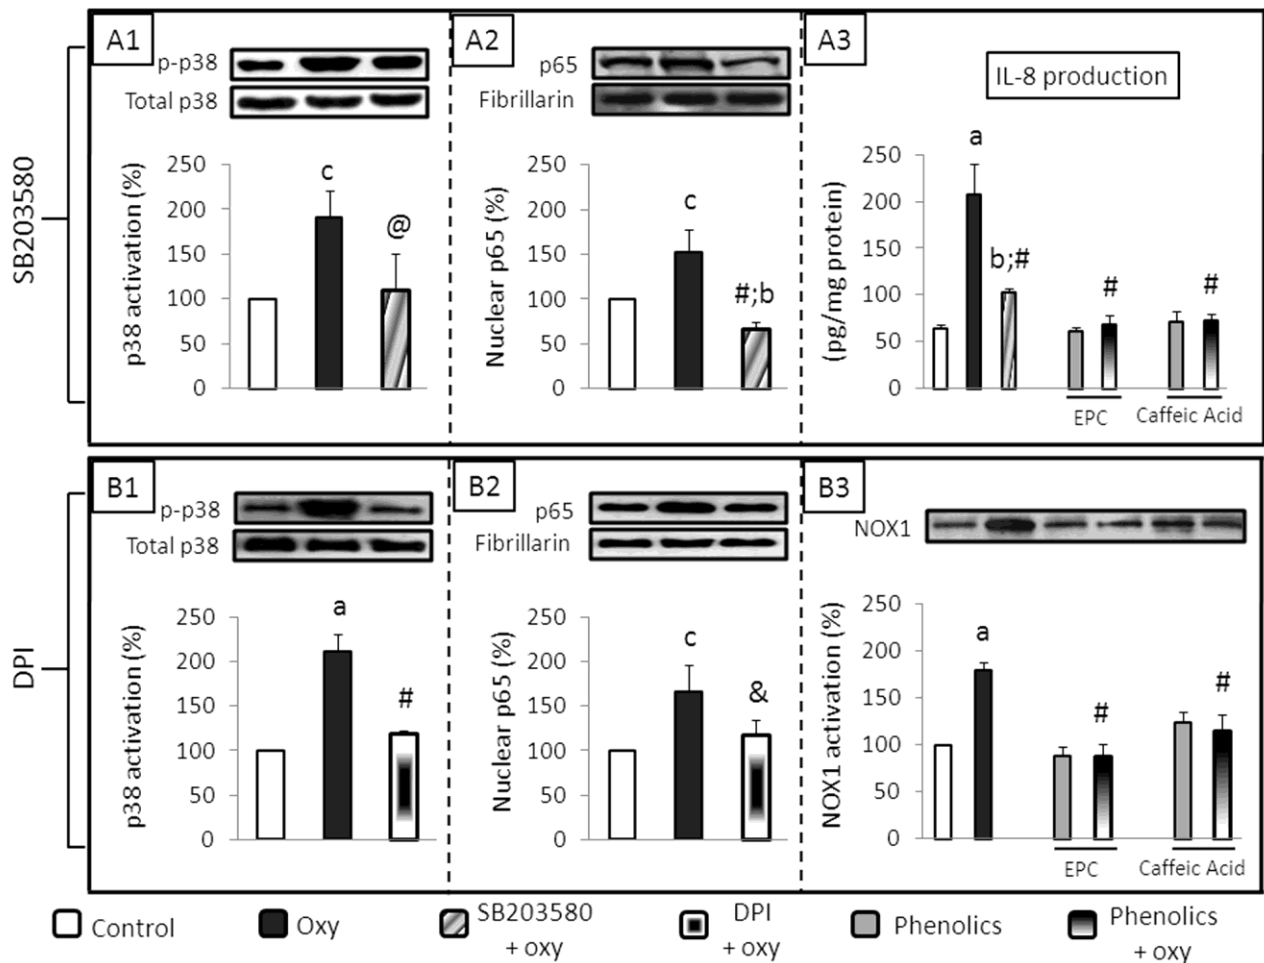 SB203580
A1
p-p38
Total p38
p38 activation (%)
250
200
150
100
50
0
c
@
A2
p65
Fibrillarin
Nuclear p65 (%)
250
200
150
100
50
0
c
#;b
A3
IL-8 production
(pg/mg protein)
250
200
150
100
50
0
a
b;#
#
#
EPC
Caffeic Acid
DPI
B1
p-p38
Total p38
p38 activation (%)
250
200
150
100
50
0
a
#
B2
p65
Fibrillarin
Nuclear p65 (%)
250
200
150
100
50
0
c
&
B3
NOX1
NOX1 activation (%)
250
200
150
100
50
0
a
#
#
EPC
Caffeic Acid
Control
Oxy
SB203580
+ oxy
DPI
+ oxy
Phenolics
Phenolics
+ oxy